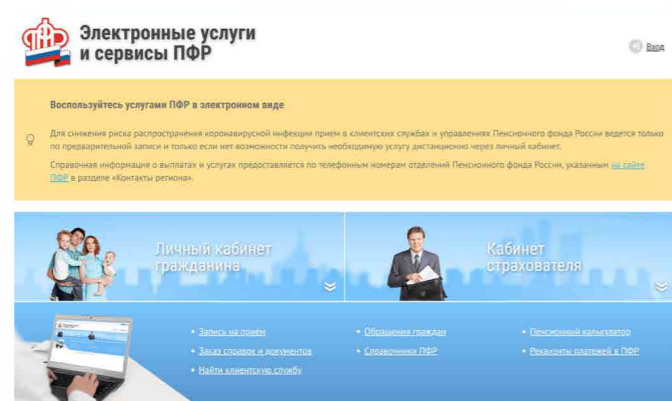 Электронные услуги
и сервисы ПФР
Вход
Воспользуйтесь услугами ПФР в электронном виде
Для снижения риска распространения коронавирусной инфекции прием в клиентских службах и управлениях Пенсионного фонда России ведется только
по предварительной записи и только если нет возможности получить необходимую услугу дистанционно через личный кабинет.
Справочная информация о выплатах и услугах предоставляется по телефонным номерам отделений Пенсионного фонда России, указанным на сайте
ПФР в разделе «Контакты региона».
Личный кабинет
гражданина
Кабинет
страхователя
• Запись на прием
• Обращения граждан
• Пенсионный калькулятор
• Заказ справок и документов
• Справочники ПФР
• Реквизиты платежей в ПФР
• Найти клиентскую службу